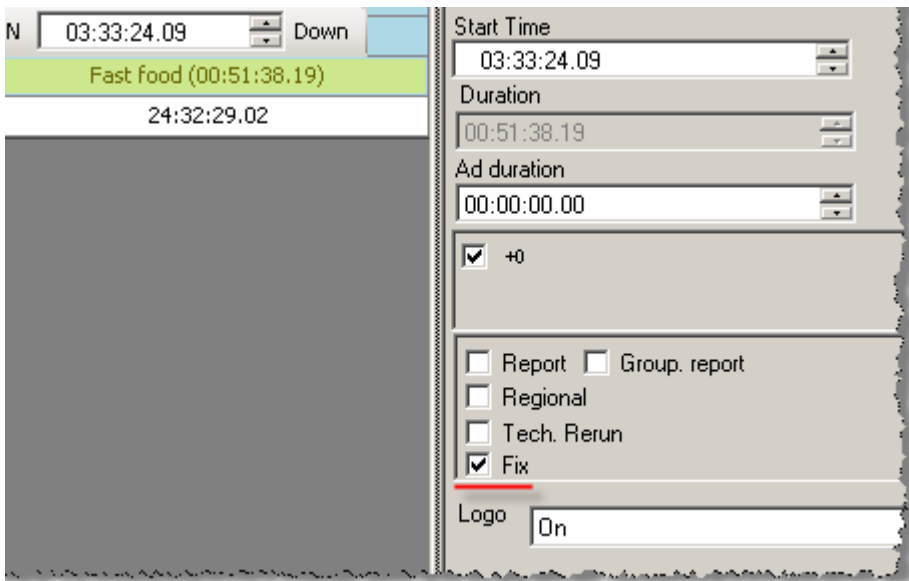 N 03:33:24.09 Down
Fast food (00:51:38.19)
24:32:29.02
Start Time
03:33:24.09
Duration
00:51:38.19
Ad duration
00:00:00.00
+0
Report Group. report
Regional
Tech. Rerun
Fix
Logo On